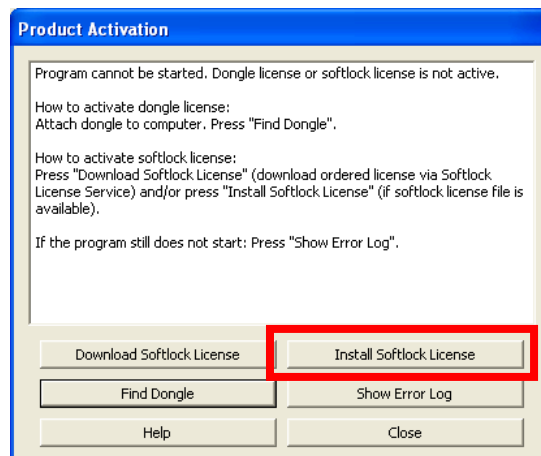 Product Activation
Program cannot be started. Dongle license or softlock license is not active.
How to activate dongle license:
Attach dongle to computer. Press "Find Dongle".
How to activate softlock license:
Press "Download Softlock License" (download ordered license via Softlock
License Service) and/or press "Install Softlock License" (if softlock license file is
available).
If the program still does not start: Press "Show Error Log".
Download Softlock License
Install Softlock License
Find Dongle
Show Error Log
Help
Close